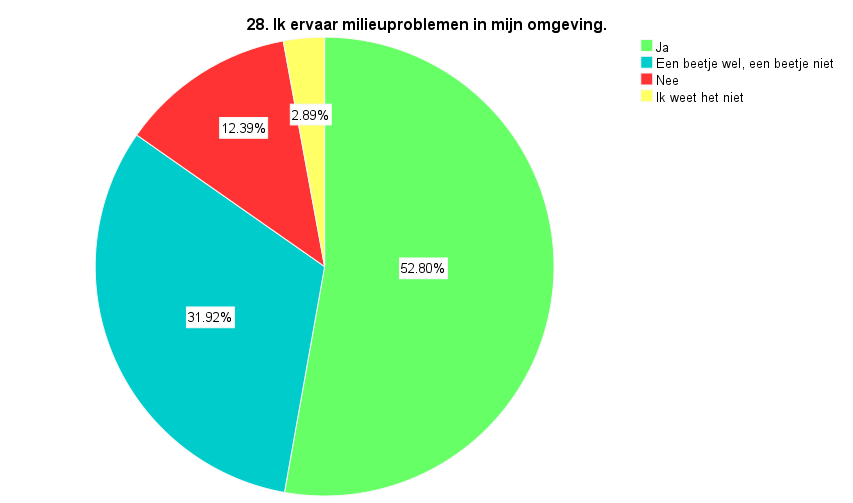 28. Ik ervaar milieuproblemen in mijn omgeving.
Ja
Een beetje wel, een beetje niet
Nee
Ik weet het niet
2.89%
12.39%
52.80%
31.92%